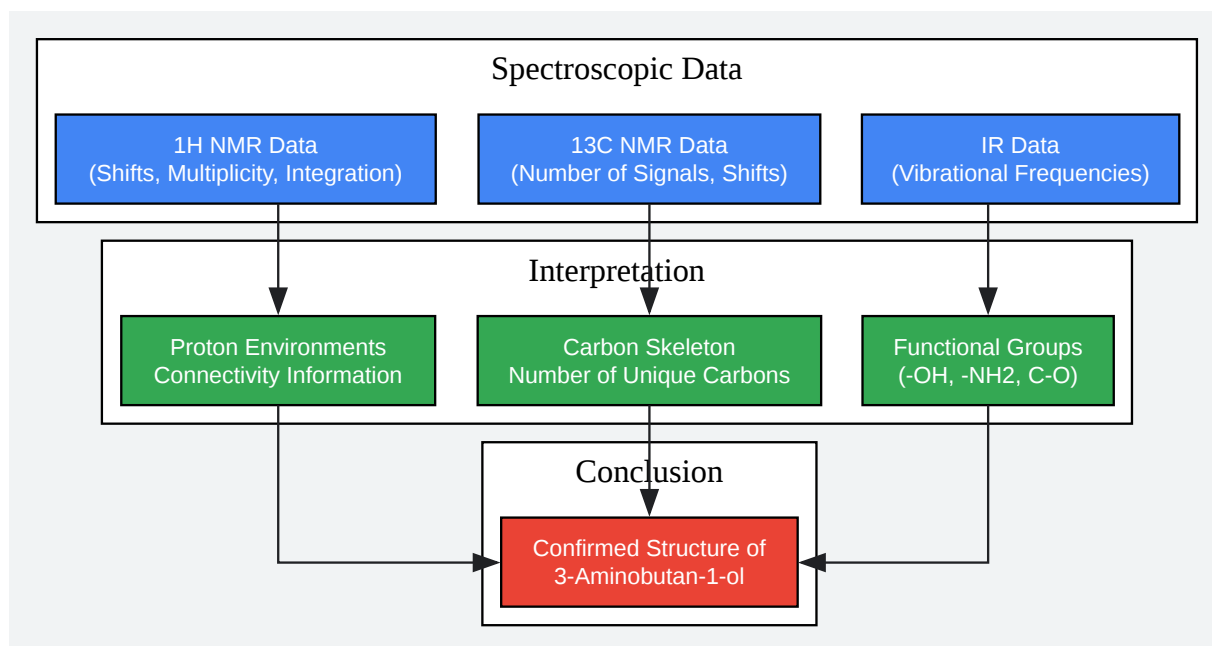 Spectroscopic Data
1H NMR Data
(Shifts, Multiplicity, Integration)
13C NMR Data
(Number of Signals, Shifts)
IR Data
(Vibrational Frequencies)
Interpretation
Proton Environments
Connectivity Information
Carbon Skeleton
Number of Unique Carbons
Functional Groups
(-OH, -NH2, C-O)
Conclusion
Confirmed Structure of
3-Aminobutan-1-ol